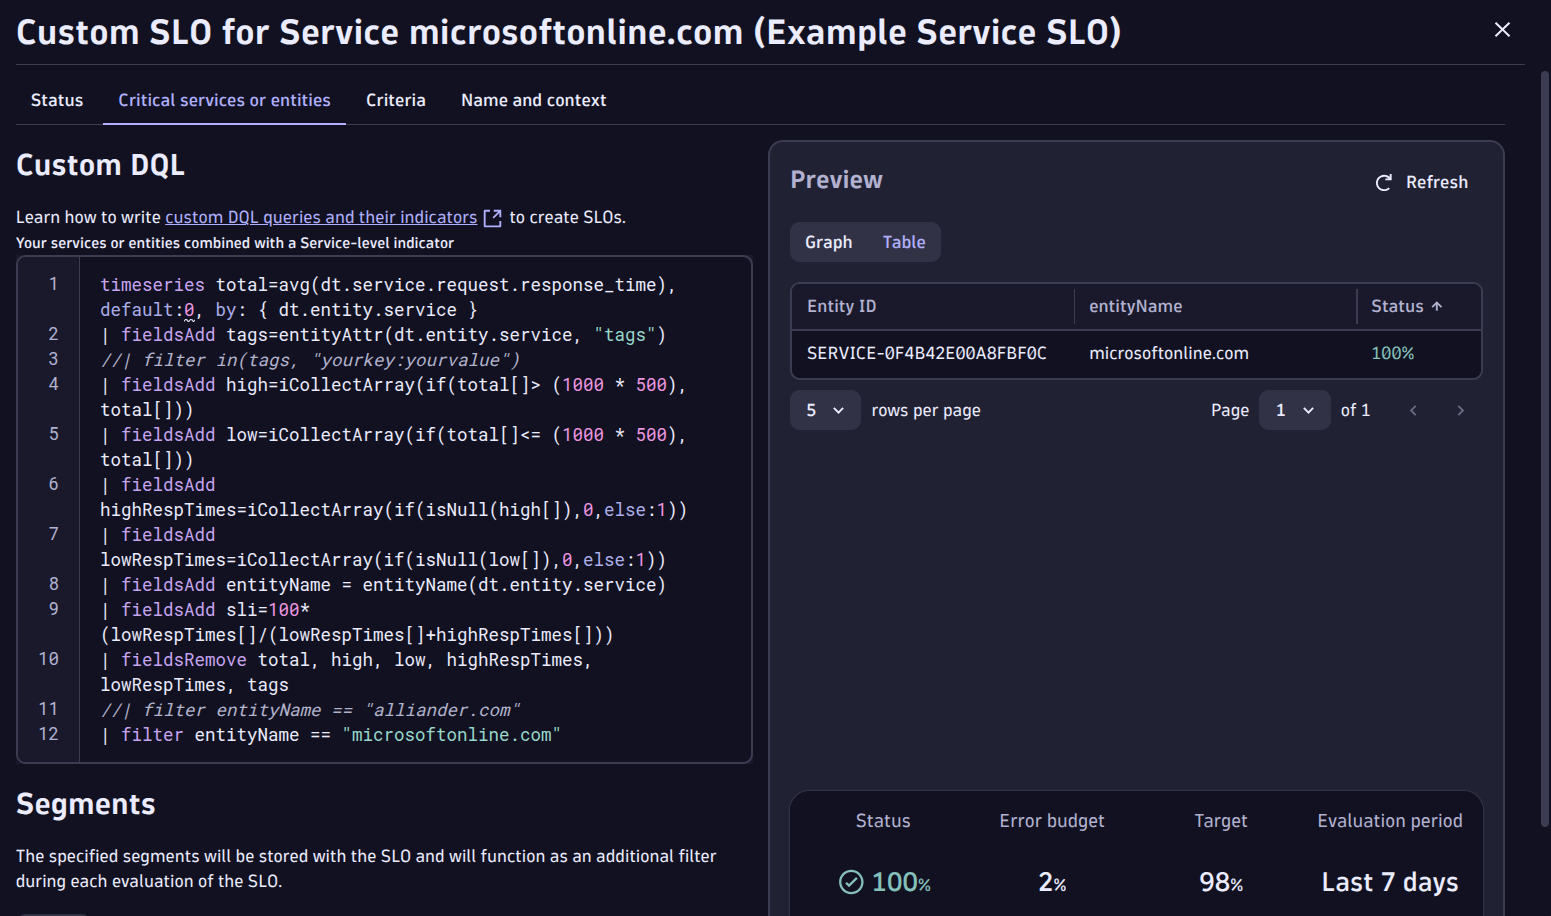 Custom SLO for Service microsoftonline.com (Example Service SLO)
Status
Critical services or entities
Criteria
Name and context
Custom DQL
Learn how to write custom DQL queries and their indicators to create SLOs.
Your services or entities combined with a Service-level indicator
1 timeseries total=avg(dt.service.request.response_time),
default:0, by: { dt.entity.service }
2 | fieldsAdd tags=entityAttr(dt.entity.service, "tags")
3 //| filter in(tags, "yourkey:yourvalue")
4 | fieldsAdd high=iCollectArray(if(total[]> (1000 * 500),
total[]))
5 | fieldsAdd low=iCollectArray(if(total[]<= (1000 * 500),
total[]))
6 | fieldsAdd
highRespTimes=iCollectArray(if(isNull(high[]),0,else:1))
7 | fieldsAdd
lowRespTimes=iCollectArray(if(isNull(low[]),0,else:1))
8 | fieldsAdd entityName = entityName(dt.entity.service)
9 | fieldsAdd sli=100*
(lowRespTimes[]/(lowRespTimes[]+highRespTimes[]))
10 | fieldsRemove total, high, low, highRespTimes,
lowRespTimes, tags
11 //| filter entityName == "alliander.com"
12 | filter entityName == "microsoftonline.com"
Segments
The specified segments will be stored with the SLO and will function as an additional filter
during each evaluation of the SLO.
Preview
Refresh
Graph
Table
Entity ID entityName Status
SERVICE-0F4B42E00A8FBF0C microsoftonline.com 100%
5 rows per page
Page 1 of 1
Status Error budget Target Evaluation period
100% 2% 98% Last 7 days